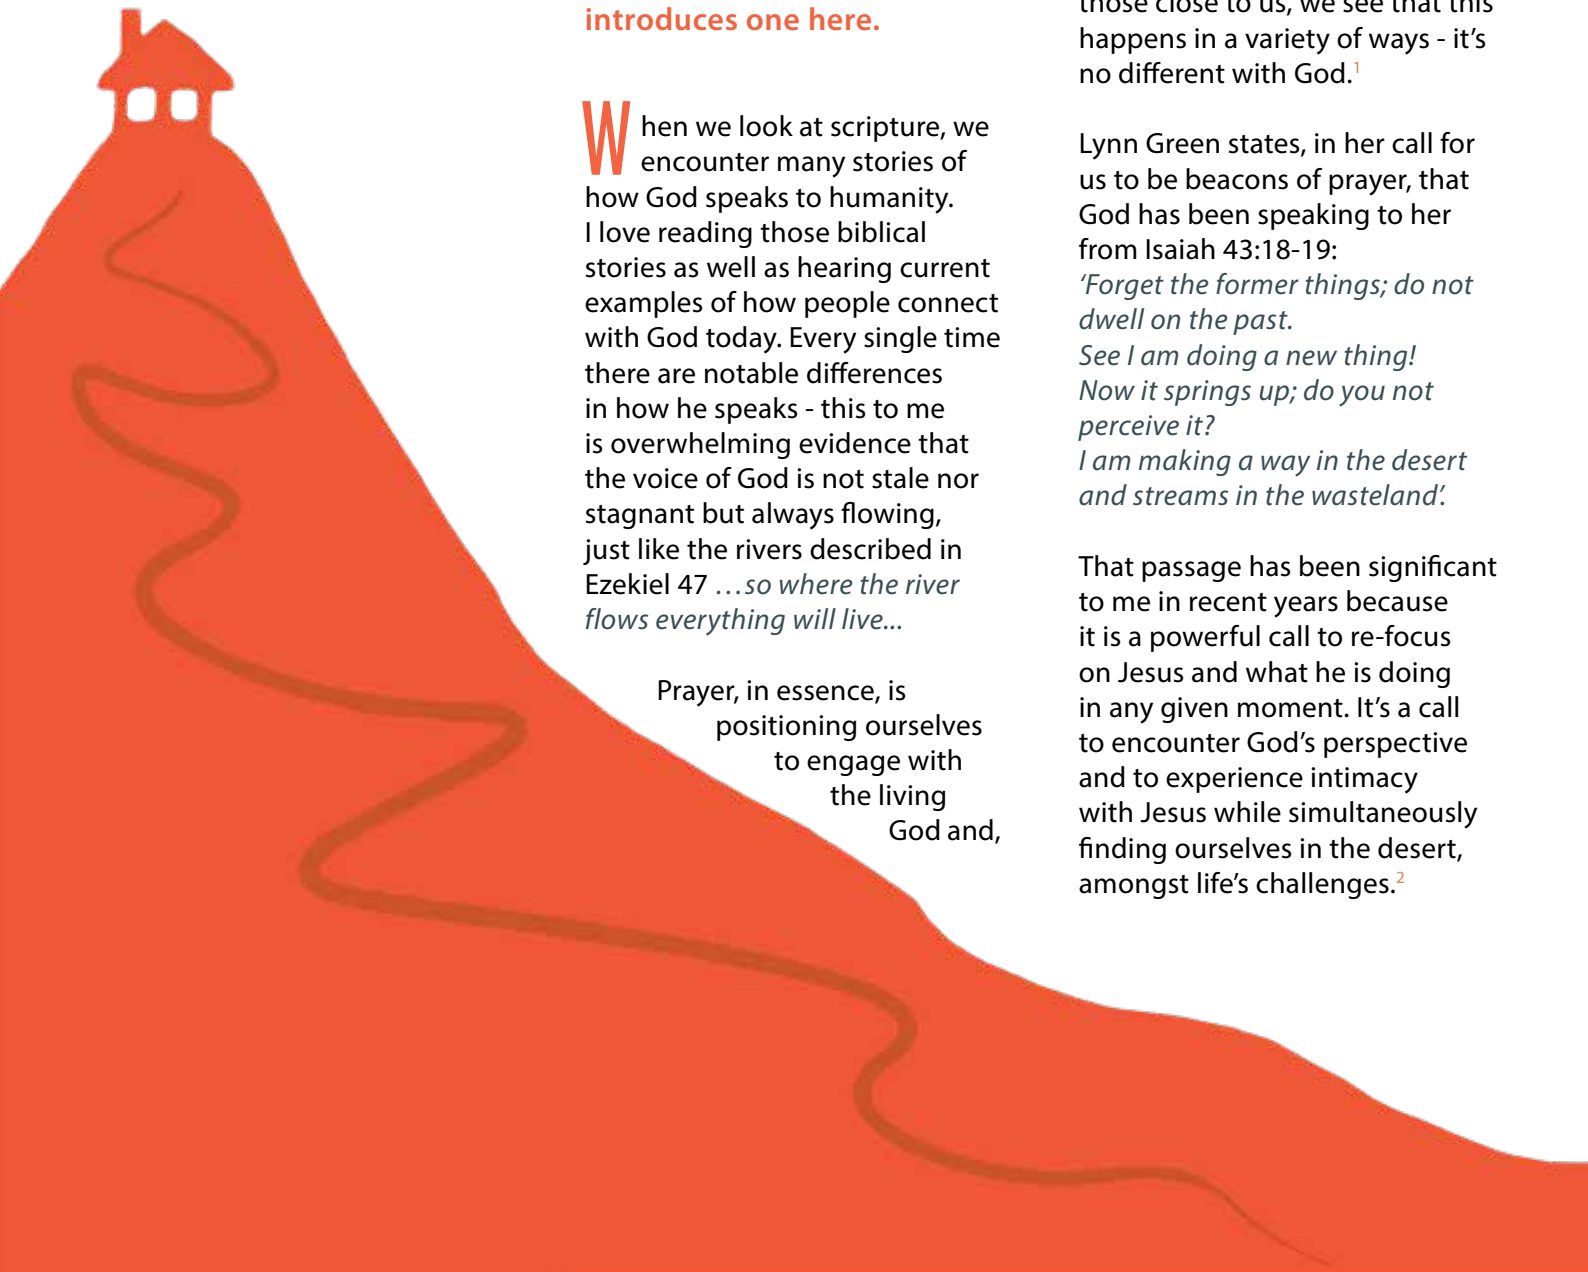 introduces one here.
When we look at scripture, we
encounter many stories of
how God speaks to humanity.
I love reading those biblical
stories as well as hearing current
examples of how people connect
with God today. Every single time
there are notable differences
in how he speaks - this to me
is overwhelming evidence that
the voice of God is not stale nor
stagnant but always flowing,
just like the rivers described in
Ezekiel 47 …so where the river
flows everything will live...
Prayer, in essence, is
positioning ourselves
to engage with
the living
God and,
those close to us, we see that this
happens in a variety of ways - it’s
no different with God.1
Lynn Green states, in her call for
us to be beacons of prayer, that
God has been speaking to her
from Isaiah 43:18-19:
‘Forget the former things; do not
dwell on the past.
See I am doing a new thing!
Now it springs up; do you not
perceive it?
I am making a way in the desert
and streams in the wasteland’.
That passage has been significant
to me in recent years because
it is a powerful call to re-focus
on Jesus and what he is doing
in any given moment. It’s a call
to encounter God’s perspective
and to experience intimacy
with Jesus while simultaneously
finding ourselves in the desert,
amongst life’s challenges.2